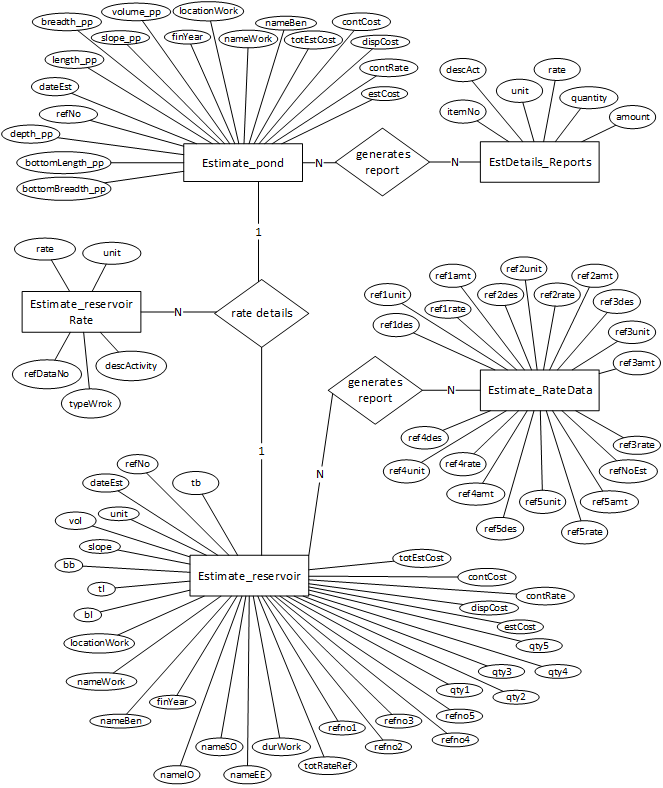 volume_pp
locationWork
breadth_pp
nameBen
contCost
slope_pp
finYear
nameWork
totEstCost
dispCost
length_pp
contRate
dateEst
estCost
refNo
depth_pp
bottomLength_pp
bottomBreadth_pp
Estimate_pond
N
generates
report
N
EstDetails_Reports
descAct
rate
unit
quantity
itemNo
amount
1
rate
unit
Estimate_reservoir
Rate
N
rate details
refDataNo
descActivity
typeWrok
ref1unit
ref1amt
ref2unit
ref2amt
ref1des
ref1rate
ref2des
ref2rate
ref3des
ref3unit
ref3amt
generates
report
N
Estimate_RateData
N
ref4des
ref4unit
ref4rate
ref4amt
ref5des
ref5unit
ref5rate
ref5amt
refNoEst
ref3rate
1
refNo
dateEst
tb
unit
vol
slope
bb
tl
bl
locationWork
nameWork
nameBen
finYear
Estimate_reservoir
totEstCost
contCost
contRate
dispCost
estCost
qty5
qty4
qty3
qty2
qty1
refno5
refno4
refno3
refno2
refno1
totRateRef
durWork
nameEE
nameSO
nameIO